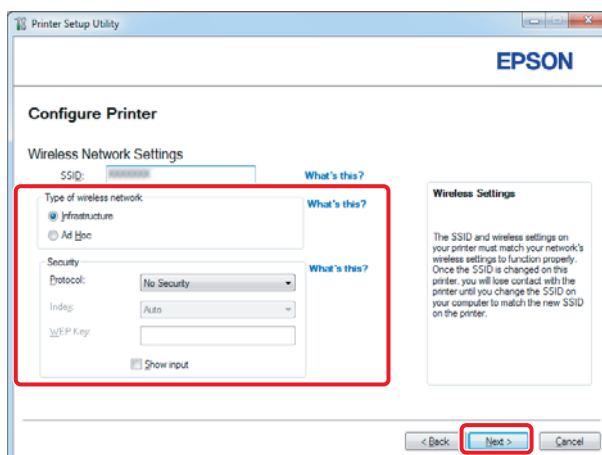 Printer Setup Utility
EPSON
Configure Printer
Wireless Network Settings
SSID:
What's this?
Type of wireless network
What's this?
Infrastructure
Ad Hoc
Security
What's this?
Protocol:
No Security
Index:
Auto
WEP Key:
Show input
Wireless Settings
The SSID and wireless settings on
your printer must match your network's
wireless settings to function properly.
Once the SSID is changed on this
printer, you will lose contact with the
printer until you change the SSID on
your computer to match the new SSID
on the printer.
< Back
Next >
Cancel